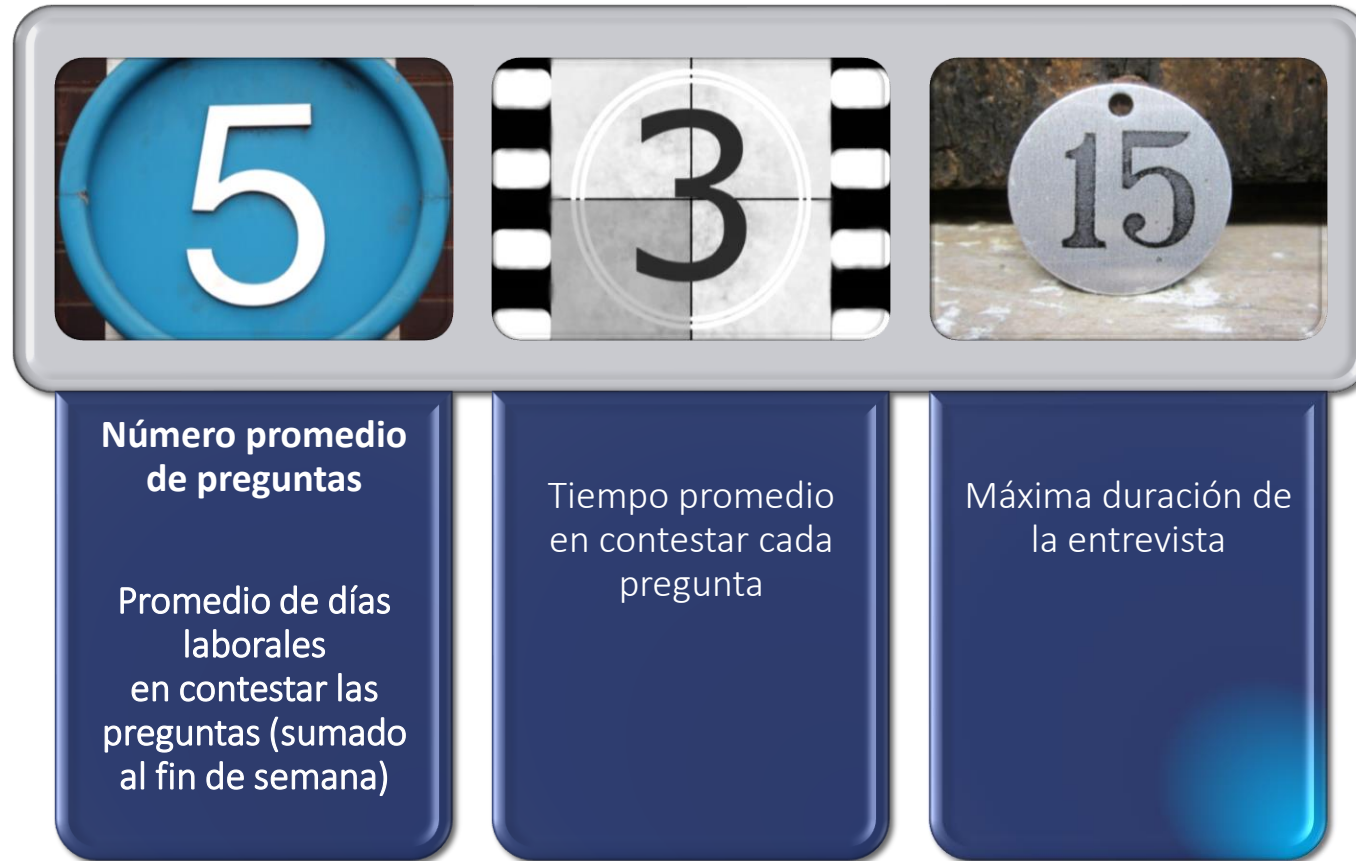 5
3
15
Número promedio
de preguntas
Promedio de días
laborales
en contestar las
preguntas (sumado
al fin de semana)
Tiempo promedio
en contestar cada
pregunta
Máxima duración de
la entrevista